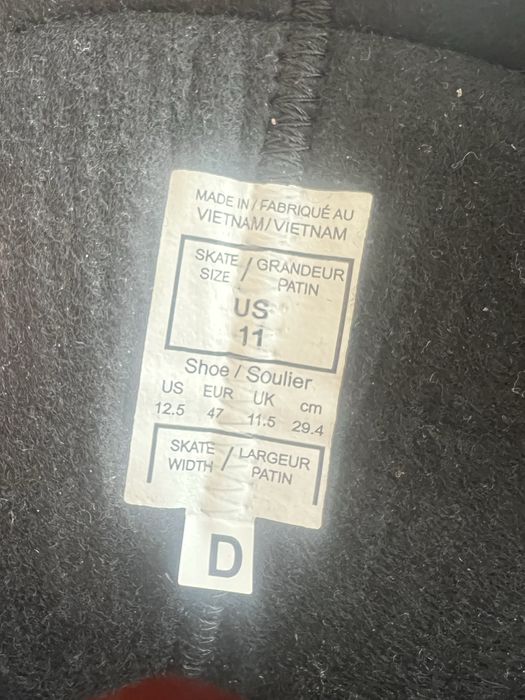 MADE IN / FABRIQUÉ AU
VIETNAM / VIETNAM
SKATE / GRANDEUR
SIZE PATIN
US
11
Shoe / Soulier
US EUR UK cm
12.5 47 11.5 29.4
SKATE / LARGEUR
WIDTH PATIN
D